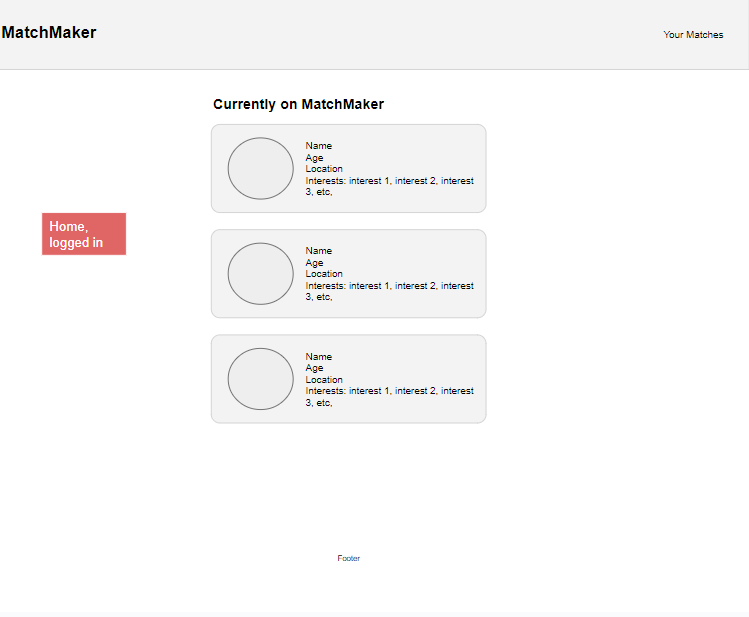 MatchMaker
Your Matches
Currently on MatchMaker
Name
Age
Location
Interests: interest 1, interest 2, interest
3, etc,
Home,
logged in
Name
Age
Location
Interests: interest 1, interest 2, interest
3, etc,
Name
Age
Location
Interests: interest 1, interest 2, interest
3, etc,
Footer